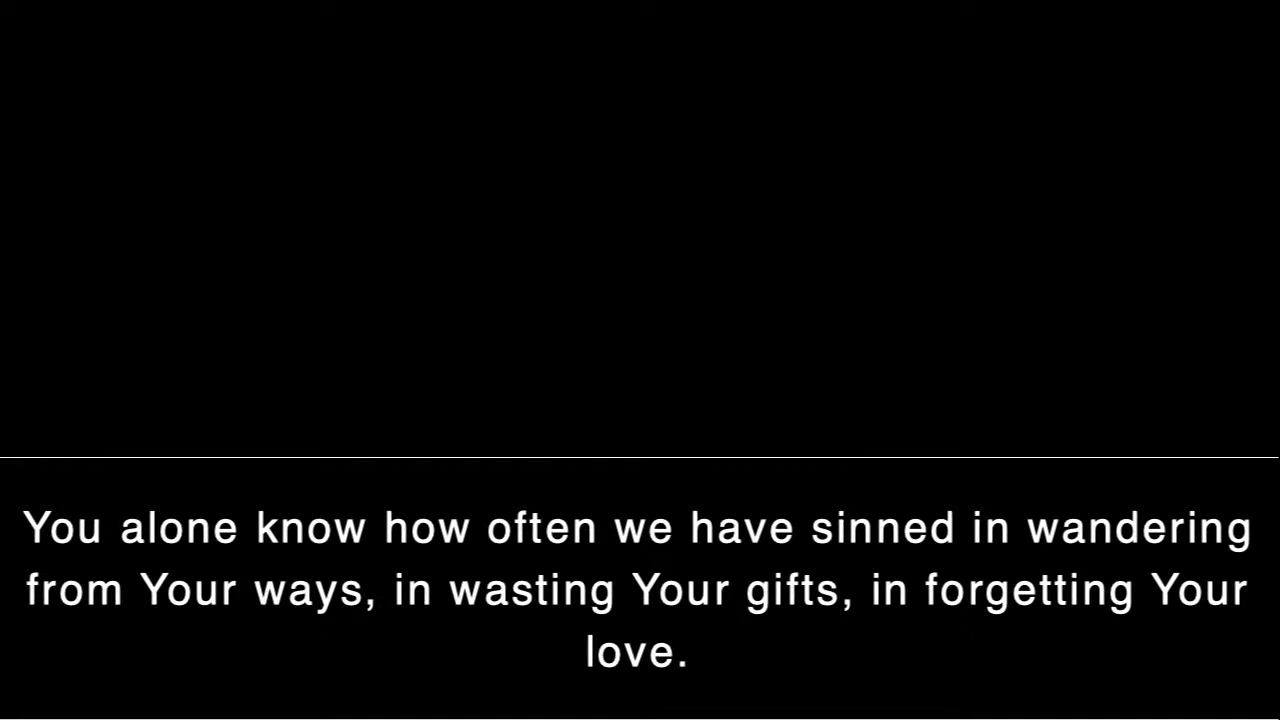 You alone know how often we have sinned in wandering
from Your ways, in wasting Your gifts, in forgetting Your
love.